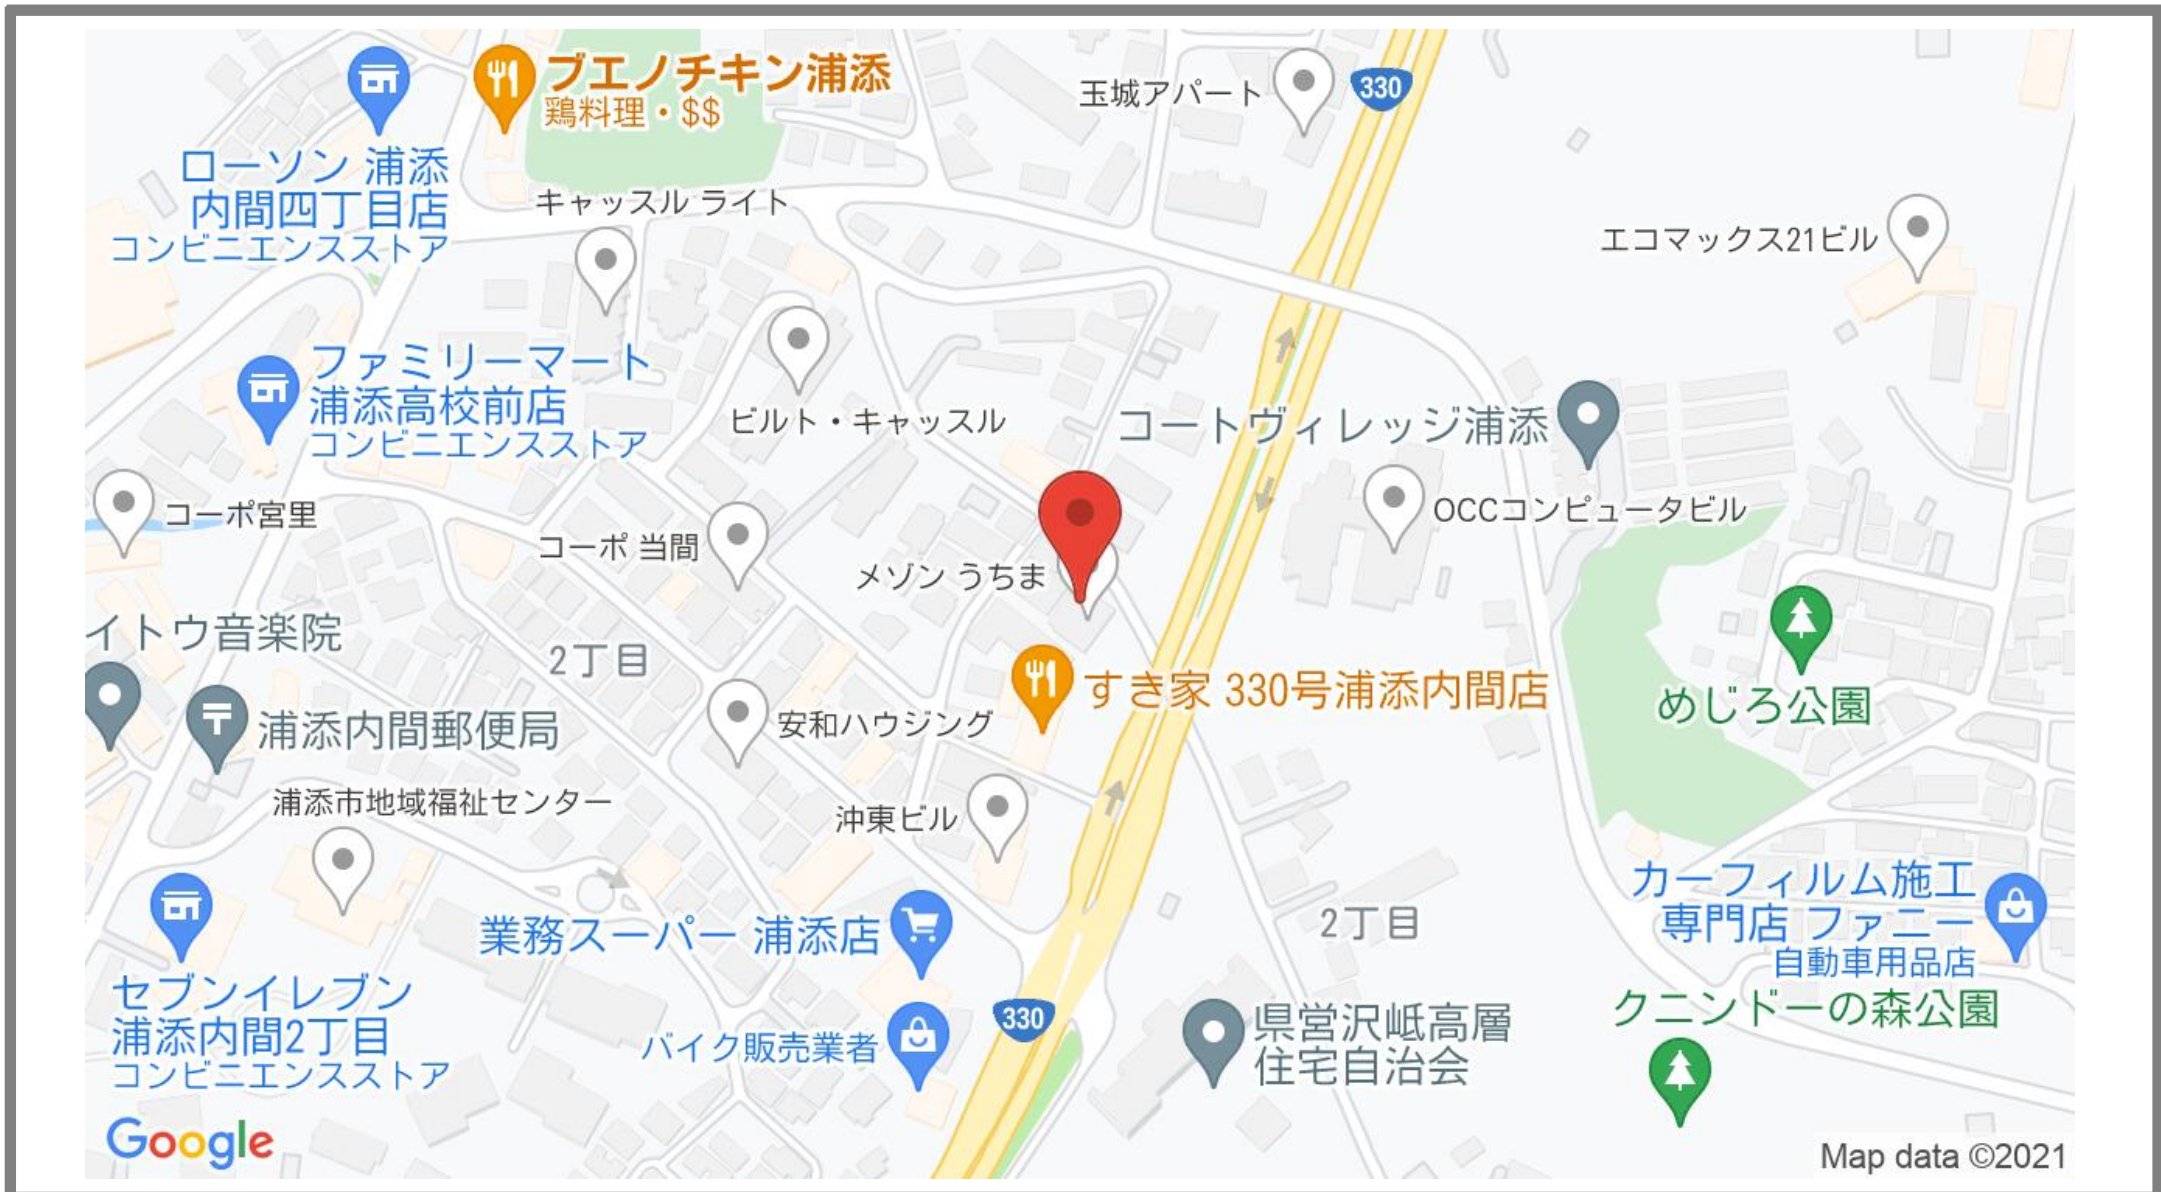 ブエノチキン浦添
鶏料理・$$
玉城アパート
330
ローソン 浦添
内間四丁目店
コンビニエンスストア
キャッスル ライト
エコマックス21ビル
ファミリーマート
浦添高校前店
コンビニエンスストア
ビルト・キャッスル
コートヴィレッジ浦添
コーポ宮里
OCCコンピュータビル
コーポ 当間
メゾン うちま
イトウ音楽院
2丁目
すき家 330号浦添内間店
めじろ公園
浦添内間郵便局
安和ハウジング
浦添市地域福祉センター
沖東ビル
カーフィルム施工
専門店 ファニー
自動車用品店
業務スーパー 浦添店
2丁目
セブンイレブン
浦添内間2丁目
コンビニエンスストア
クニンドーの森公園
330
県営沢岻高層
住宅自治会
バイク販売業者
Google
Map data ©2021